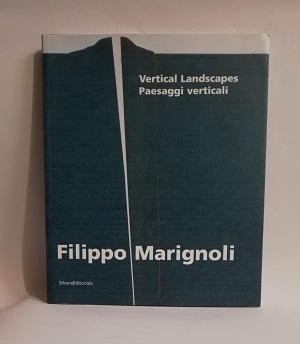 Vertical Landscapes
Paesaggi verticali
Filippo Marignoli
SilvanaEditoriale